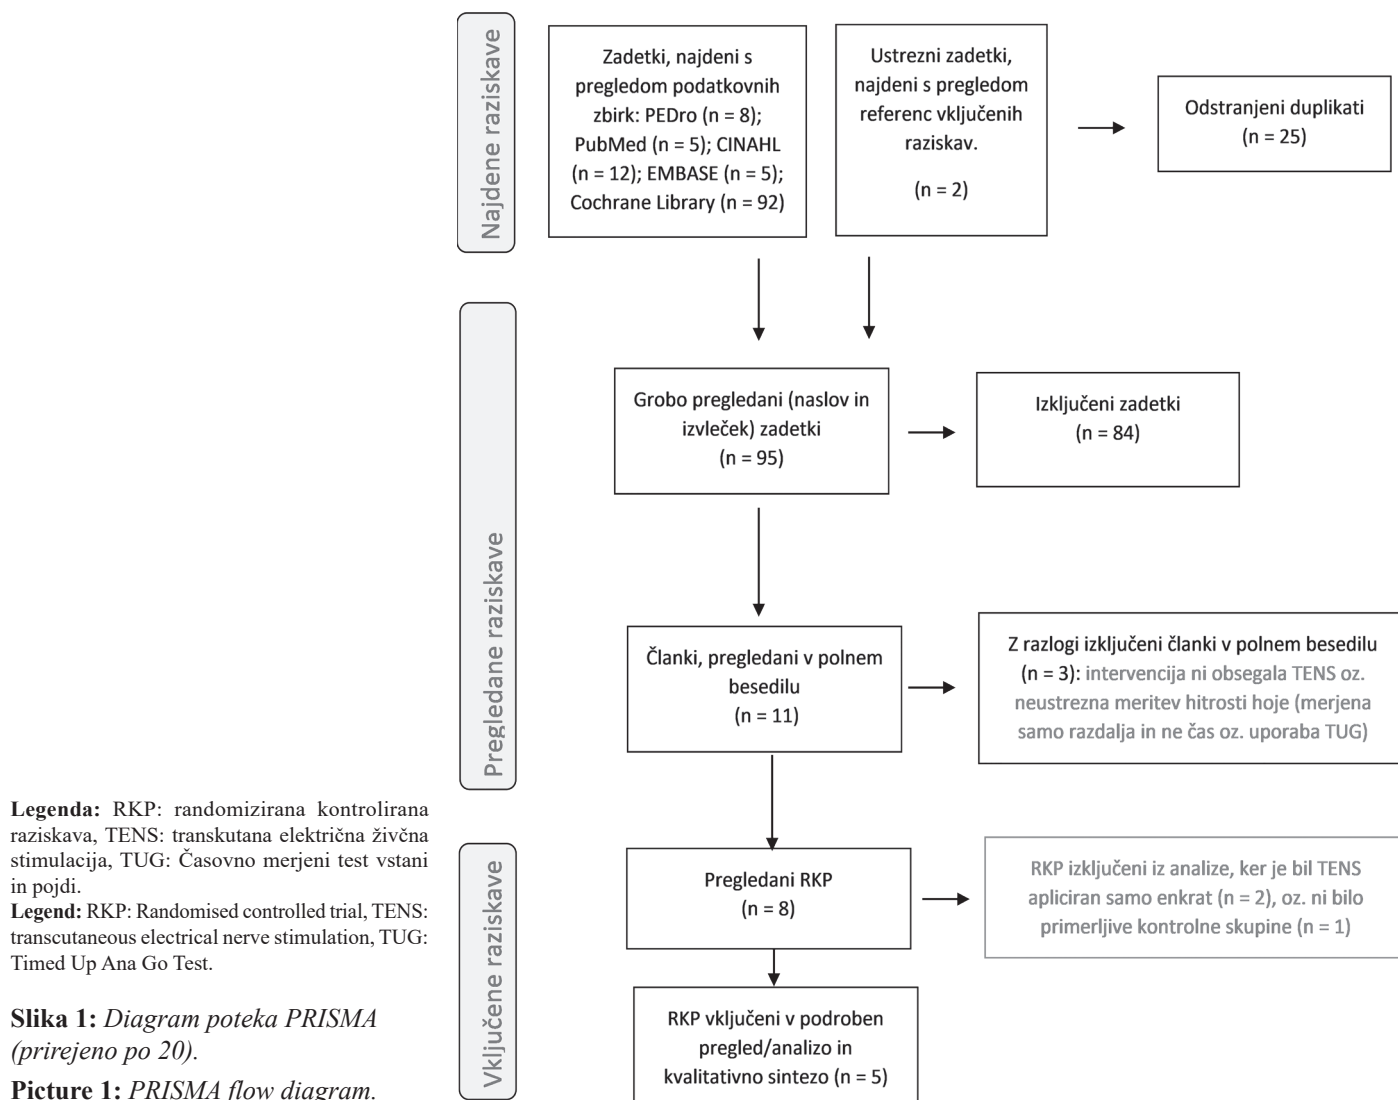 Najdene raziskave
Zadetki, najdeni s
pregledom podatkovnih
zbirk: PEDro (n = 8);
PubMed (n = 5); CINAHL
(n = 12); EMBASE (n = 5);
Cochrane Library (n = 92)
Ustrezni zadetki,
najdeni s pregledom
referenc vključenih
raziskav.
(n = 2)
Odstranjeni duplikati
(n = 25)
Pregledane raziskave
Grobo pregledani (naslov in
izvleček) zadetki
(n = 95)
Izključeni zadetki
(n = 84)
Članki, pregledani v polnem
besedilu
(n = 11)
Z razlogi izključeni članki v polnem besedilu
(n = 3): intervencija ni obsegala TENS oz.
neustrezna meritev hitrosti hoje (merjena
samo razdalja in ne čas oz. uporaba TUG)
Vključene raziskave
Pregledani RKP
(n = 8)
RKP izključeni iz analize, ker je bil TENS
apliciran samo enkrat (n = 2), oz. ni bilo
primerljive kontrolne skupine (n = 1)
RKP vključeni v podroben
pregled/analizo in
kvalitativno sintezo (n = 5)
Legenda: RKP: randomizirana kontrolirana
raziskava, TENS: transkutana električna živčna
stimulacija, TUG: Časovno merjeni test vstani
in pojdi.
Legend: RKP: Randomised controlled trial, TENS:
transcutaneous electrical nerve stimulation, TUG:
Timed Up Ana Go Test.
Slika 1: Diagram poteka PRISMA
(prirejeno po 20).
Picture 1: PRISMA flow diagram.